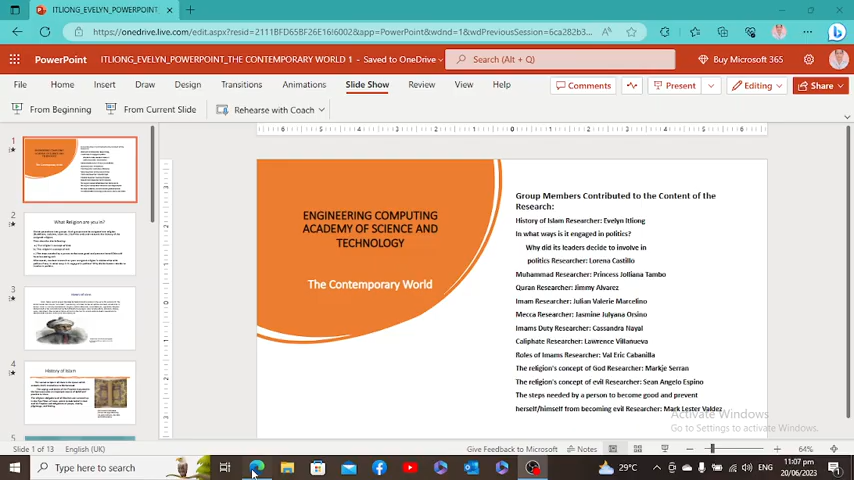 ITLIONG_EVELYN_POWERPOINT_
https://onedrive.live.com/edit.aspx?resid=2111BFD65BF26E16!6002&app=PowerPoint&wdnd=1&wdPreviousSession=6ca282b3...
PowerPoint
ITLIONG_EVELYN_POWERPOINT_THE CONTEMPORARY WORLD 1 - Saved to OneDrive
Search (Alt + Q)
Buy Microsoft 365
File Home Insert Draw Design Transitions Animations Slide Show Review View Help
Comments Present Editing Share
From Beginning From Current Slide Rehearse with Coach
1
2
What Religion are you in?
3
4
History of Islam
5
ENGINEERING COMPUTING
ACADEMY OF SCIENCE AND
TECHNOLOGY
The Contemporary World
Group Members Contributed to the Content of the
Research:
History of Islam Researcher: Evelyn Itliong
In what ways is it engaged in politics?
Why did its leaders decide to involve in
politics Researcher: Lorena Castillo
Muhammad Researcher: Princess Jolliana Tambo
Quran Researcher: Jimmy Alvarez
Imam Researcher: Julian Valerie Marcelino
Mecca Researcher: Jasmine Julyana Orsino
Imams Duty Researcher: Cassandra Nayal
Caliphate Researcher: Lawrence Villanueva
Roles of Imams Researcher: Val Eric Cabanilla
The religion's concept of God Researcher: Markje Serran
The religion's concept of evil Researcher: Sean Angelo Espino
The steps needed by a person to become good and prevent
herself/himself from becoming evil Researcher: Mark Lester Valdez
Activate Windows
Go to Settings to activate Windows.
Slide 1 of 13 English (UK)
Give Feedback to Microsoft Notes 64%
Type here to search
29°C
ENG
11:07 pm
20/06/2023